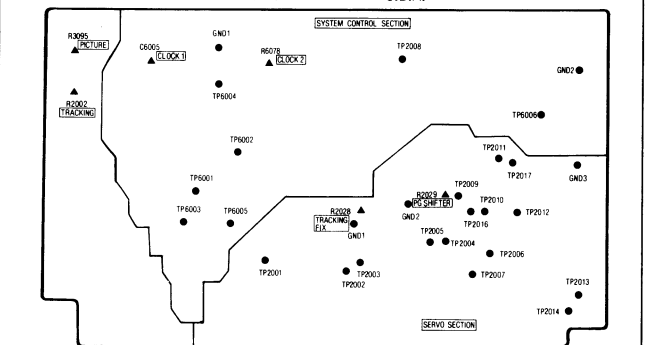 SYSTEM CONTROL SECTION
R3095
PICTURE
C6005
CLOCK 1
GND1
R6078
CLOCK 2
TP2008
GND2
R2002
TRACKING
TP6004
TP6006
TP6002
TP2011
TP2017
GND3
TP6001
R2029
PG SHIFTER
TP2009
TP2010
TP6003
TP6005
R2028
TRACKING
FIX
GND1
GND2
TP2016
TP2012
TP2005
TP2004
TP2006
TP2001
TP2003
TP2002
TP2007
TP2013
TP2014
SERVO SECTION